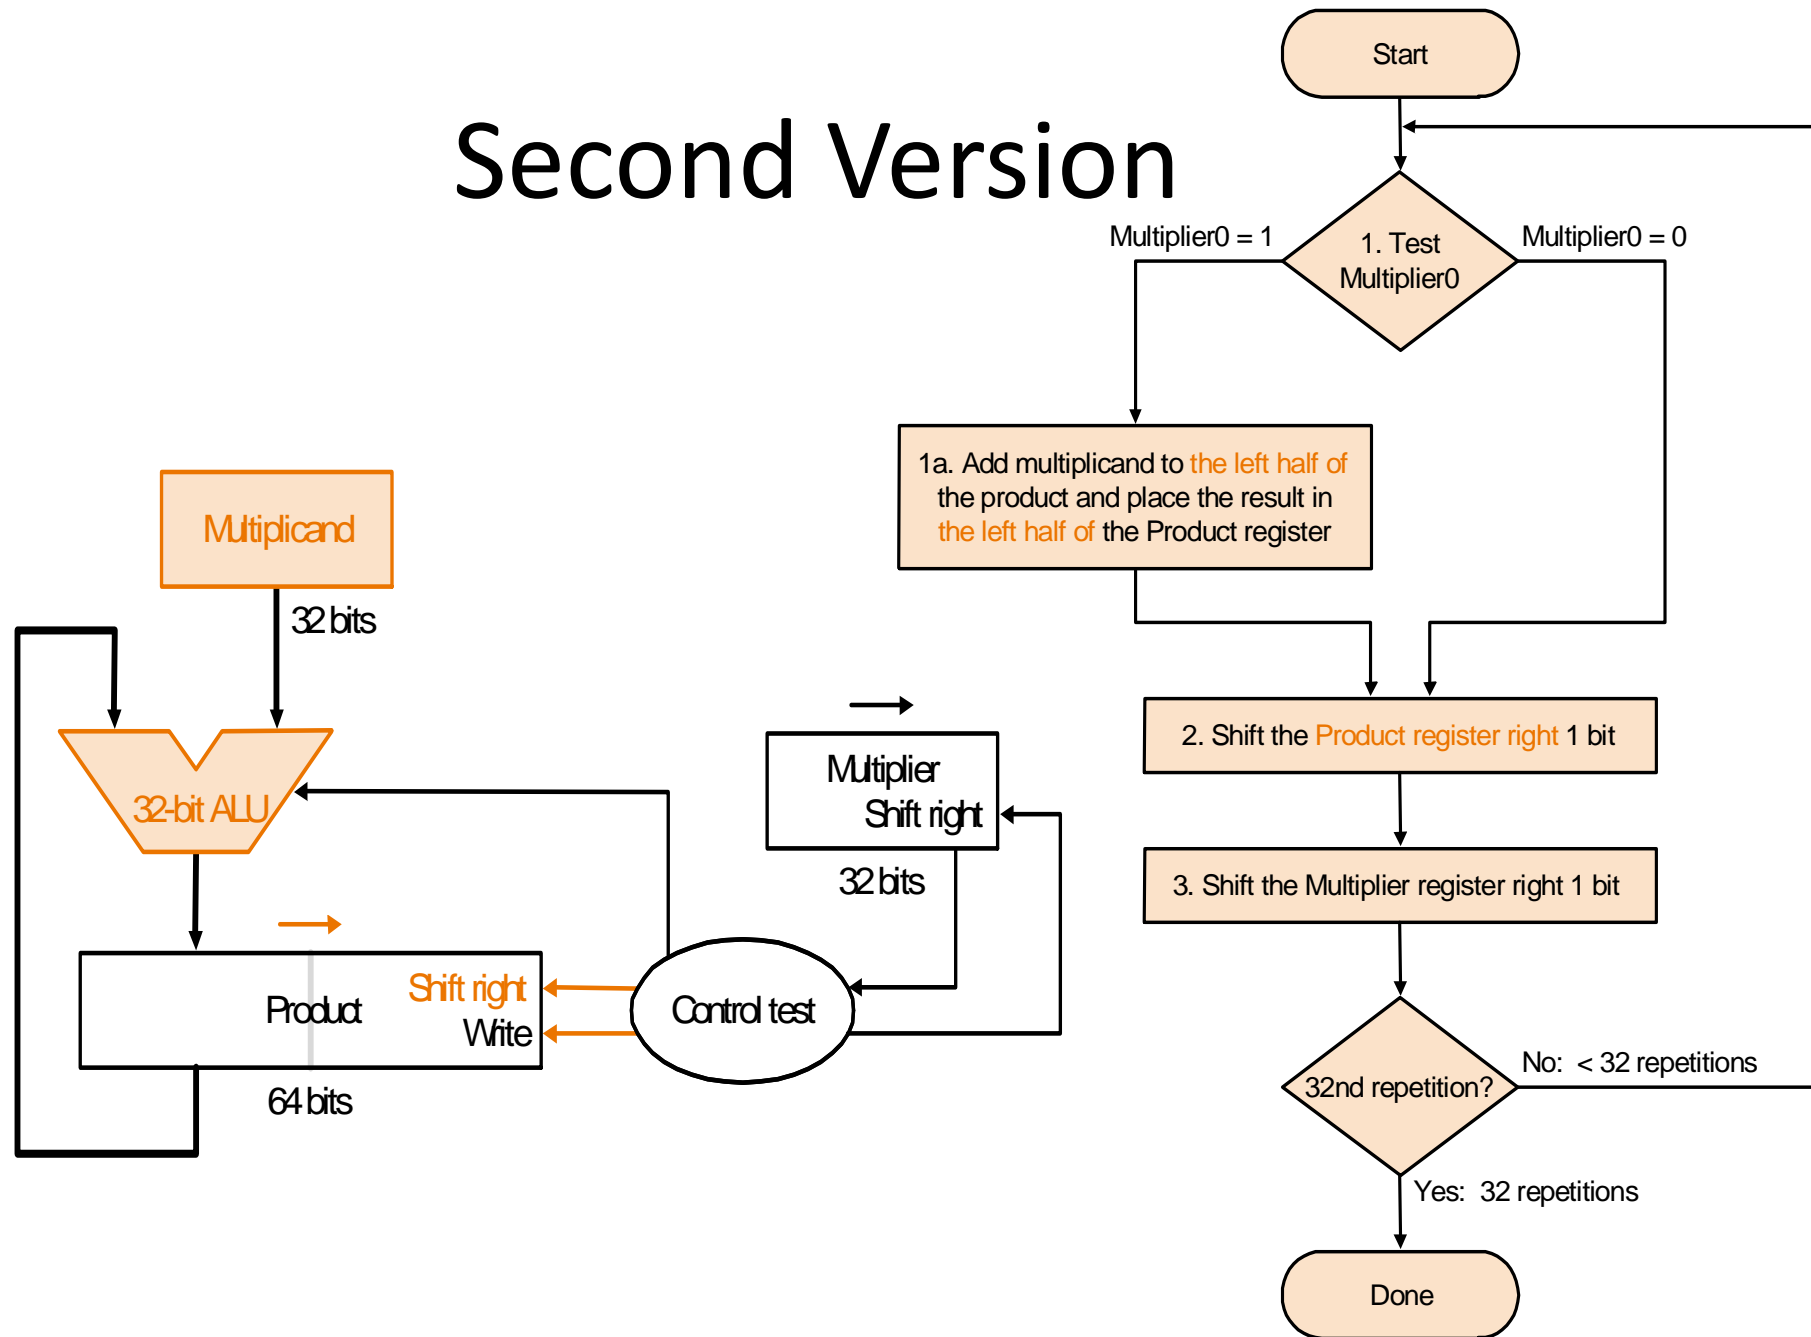 Second Version
Start
Multiplier0 = 1
1. Test
Multiplier0
Multiplier0 = 0
1a. Add multiplicand to the left half of
the product and place the result in
the left half of the Product register
2. Shift the Product register right 1 bit
3. Shift the Multiplier register right 1 bit
32nd repetition?
No: < 32 repetitions
Yes: 32 repetitions
Done
Multiplicand
32 bits
32-bit ALU
Multiplier
Shift right
32 bits
Product
Shift right
Write
64 bits
Control test